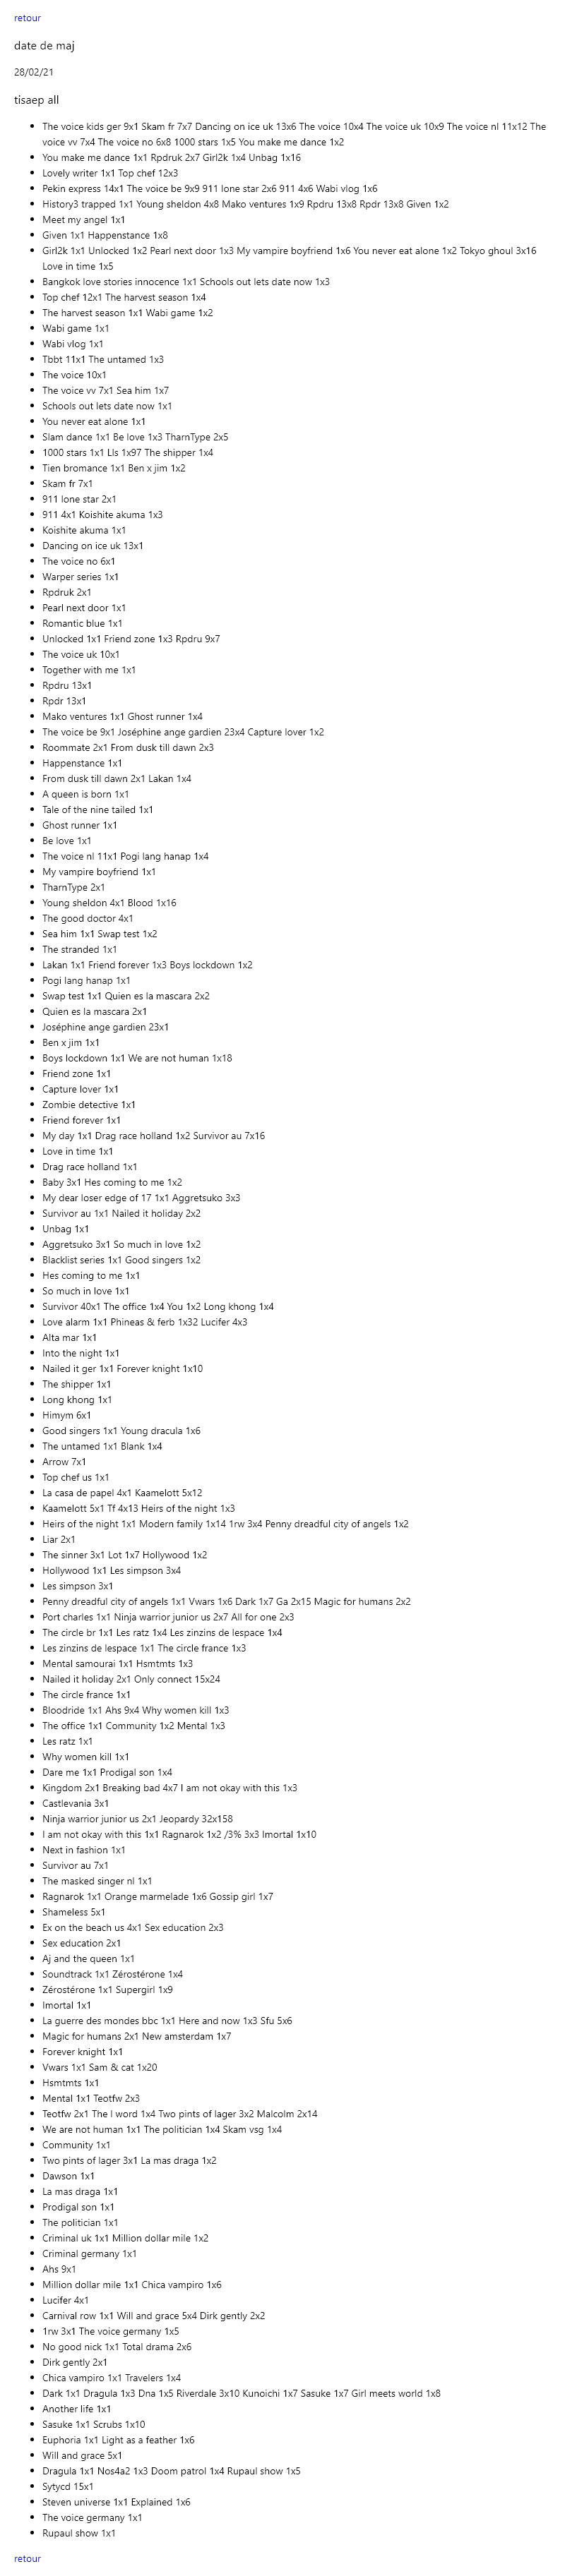 retour
date de maj
28/02/21
tisaep all
The voice kids ger 9x1 Skam fr 7x7 Dancing on ice uk 13x6 The voice 10x4 The voice uk 10x9 The voice nl 11x12 The
voice vv 7x4 The voice no 6x8 1000 stars 1x5 You make me dance 1x2
You make me dance 1x1 Rpdruk 2x7 Girl2k 1x4 Unbag 1x16
Lovely writer 1x1 Top chef 12x3
Pekin express 14x1 The voice be 9x9 911 lone star 2x6 911 4x6 Wabi vlog 1x6
History3 trapped 1x1 Young sheldon 4x8 Mako ventures 1x9 Rpdru 13x8 Rpdr 13x8 Given 1x2
Meet my angel 1x1
Given 1x1 Happenstance 1x8
Girl2k 1x1 Unlocked 1x2 Pearl next door 1x3 My vampire boyfriend 1x6 You never eat alone 1x2 Tokyo ghoul 3x16
Love in time 1x5
Bangkok love stories innocence 1x1 Schools out lets date now 1x3
Top chef 12x1 The harvest season 1x4
The harvest season 1x1 Wabi game 1x2
Wabi game 1x1
Wabi vlog 1x1
Tbbt 11x1 The untamed 1x3
The voice 10x1
The voice vv 7x1 Sea him 1x7
Schools out lets date now 1x1
You never eat alone 1x1
Slam dance 1x1 Be love 1x3 TharnType 2x5
1000 stars 1x1 Lls 1x97 The shipper 1x4
Tien bromance 1x1 Ben x jim 1x2
Skam fr 7x1
911 lone star 2x1
911 4x1 Koishite akuma 1x3
Koishite akuma 1x1
Dancing on ice uk 13x1
The voice no 6x1
Warper series 1x1
Rpdruk 2x1
Pearl next door 1x1
Romantic blue 1x1
Unlocked 1x1 Friend zone 1x3 Rpdru 9x7
The voice uk 10x1
Together with me 1x1
Rpdru 13x1
Rpdr 13x1
Mako ventures 1x1 Ghost runner 1x4
The voice be 9x1 Joséphine ange gardien 23x4 Capture lover 1x2
Roommate 2x1 From dusk till dawn 2x3
Happenstance 1x1
From dusk till dawn 2x1 Lakan 1x4
A queen is born 1x1
Tale of the nine tailed 1x1
Ghost runner 1x1
Be love 1x1
The voice nl 11x1 Pogi lang hanap 1x4
My vampire boyfriend 1x1
TharnType 2x1
Young sheldon 4x1 Blood 1x16
The good doctor 4x1
Sea him 1x1 Swap test 1x2
The stranded 1x1
Lakan 1x1 Friend forever 1x3 Boys lockdown 1x2
Pogi lang hanap 1x1
Swap test 1x1 Quien es la mascara 2x2
Quien es la mascara 2x1
Joséphine ange gardien 23x1
Ben x jim 1x1
Boys lockdown 1x1 We are not human 1x18
Friend zone 1x1
Capture lover 1x1
Zombie detective 1x1
Friend forever 1x1
My day 1x1 Drag race holland 1x2 Survivor au 7x16
Love in time 1x1
Drag race holland 1x1
Baby 3x1 Hes coming to me 1x2
My dear loser edge of 17 1x1 Aggretsuko 3x3
Survivor au 1x1 Nailed it holiday 2x2
Unbag 1x1
Aggretsuko 3x1 So much in love 1x2
Blacklist series 1x1 Good singers 1x2
Hes coming to me 1x1
So much in love 1x1
Survivor 40x1 The office 1x4 You 1x2 Long khong 1x4
Love alarm 1x1 Phineas & ferb 1x32 Lucifer 4x3
Alta mar 1x1
Into the night 1x1
Nailed it ger 1x1 Forever knight 1x10
The shipper 1x1
Long khong 1x1
Himym 6x1
Good singers 1x1 Young dracula 1x6
The untamed 1x1 Blank 1x4
Arrow 7x1
Top chef us 1x1
La casa de papel 4x1 Kaamelott 5x12
Kaamelott 5x1 Tf 4x13 Heirs of the night 1x3
Heirs of the night 1x1 Modern family 1x14 1rw 3x4 Penny dreadful city of angels 1x2
Liar 2x1
The sinner 3x1 Lot 1x7 Hollywood 1x2
Hollywood 1x1 Les simpson 3x4
Les simpson 3x1
Penny dreadful city of angels 1x1 Vwars 1x6 Dark 1x7 Ga 2x15 Magic for humans 2x2
Port charles 1x1 Ninja warrior junior us 2x7 All for one 2x3
The circle br 1x1 Les ratz 1x4 Les zinzins de lespace 1x4
Les zinzins de lespace 1x1 The circle france 1x3
Mental samourai 1x1 Hsmtmts 1x3
Nailed it holiday 2x1 Only connect 15x24
The circle france 1x1
Bloodride 1x1 Ahs 9x4 Why women kill 1x3
The office 1x1 Community 1x2 Mental 1x3
Les ratz 1x1
Why women kill 1x1
Dare me 1x1 Prodigal son 1x4
Kingdom 2x1 Breaking bad 4x7 I am not okay with this 1x3
Castlevania 3x1
Ninja warrior junior us 2x1 Jeopardy 32x158
I am not okay with this 1x1 Ragnarok 1x2 /3% 3x3 Imortal 1x10
Next in fashion 1x1
Survivor au 7x1
The masked singer nl 1x1
Ragnarok 1x1 Orange marmelade 1x6 Gossip girl 1x7
Shameless 5x1
Ex on the beach us 4x1 Sex education 2x3
Sex education 2x1
Aj and the queen 1x1
Soundtrack 1x1 Zérostérone 1x4
Zérostérone 1x1 Supergirl 1x9
Imortal 1x1
La guerre des mondes bbc 1x1 Here and now 1x3 Sfu 5x6
Magic for humans 2x1 New amsterdam 1x7
Forever knight 1x1
Vwars 1x1 Sam & cat 1x20
Hsmtmts 1x1
Mental 1x1 Teotfw 2x3
Teotfw 2x1 The l word 1x4 Two pints of lager 3x2 Malcolm 2x14
We are not human 1x1 The politician 1x4 Skam vsg 1x4
Community 1x1
Two pints of lager 3x1 La mas draga 1x2
Dawson 1x1
La mas draga 1x1
Prodigal son 1x1
The politician 1x1
Criminal uk 1x1 Million dollar mile 1x2
Criminal germany 1x1
Ahs 9x1
Million dollar mile 1x1 Chica vampiro 1x6
Lucifer 4x1
Carnival row 1x1 Will and grace 5x4 Dirk gently 2x2
1rw 3x1 The voice germany 1x5
No good nick 1x1 Total drama 2x6
Dirk gently 2x1
Chica vampiro 1x1 Travelers 1x4
Dark 1x1 Dragula 1x3 Dna 1x5 Riverdale 3x10 Kunoichi 1x7 Sasuke 1x7 Girl meets world 1x8
Another life 1x1
Sasuke 1x1 Scrubs 1x10
Euphoria 1x1 Light as a feather 1x6
Will and grace 5x1
Dragula 1x1 Nos4a2 1x3 Doom patrol 1x4 Rupaul show 1x5
Sytycd 15x1
Steven universe 1x1 Explained 1x6
The voice germany 1x1
Rupaul show 1x1
retour